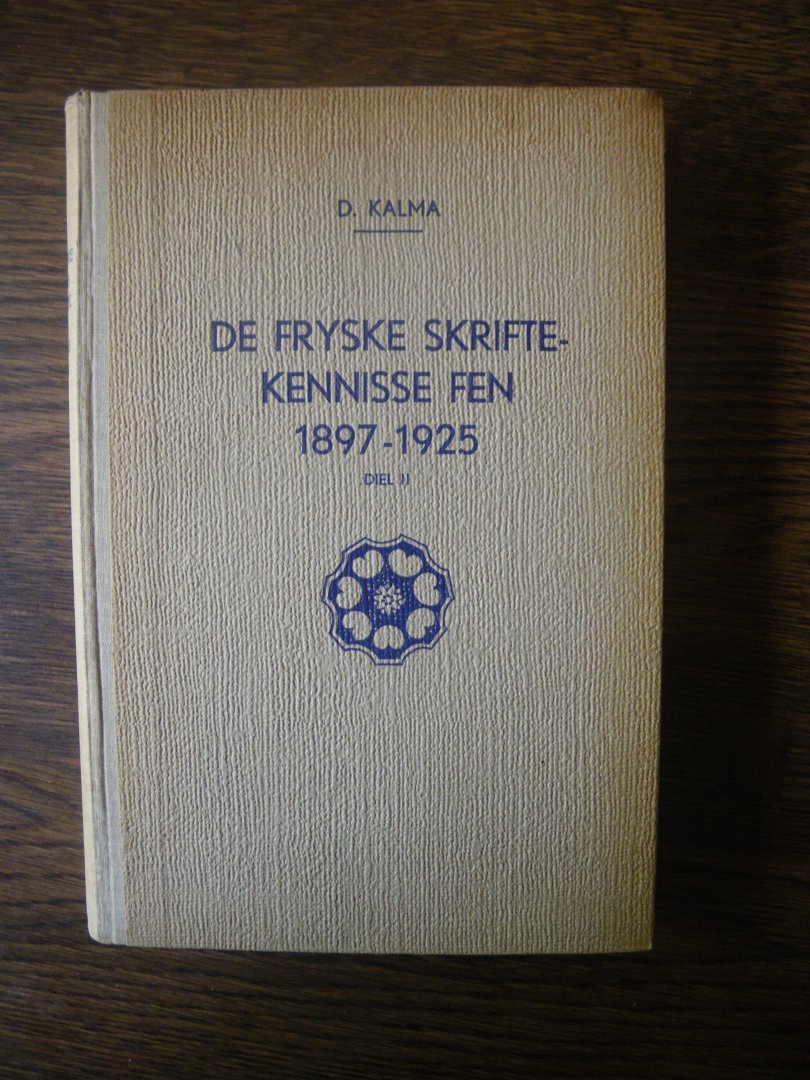 D. KALMA
DE FRYSKE SKRIFTE-
KENNISSE FEN
1897-1925
DIEL II